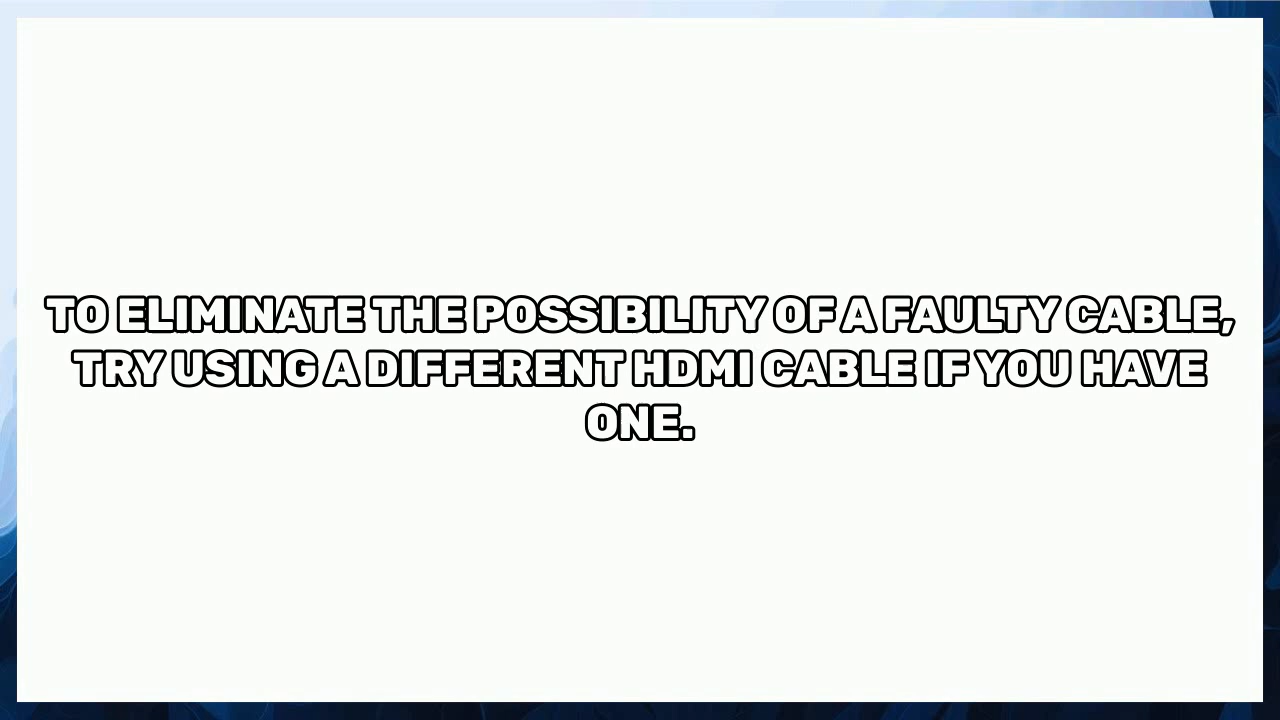 TO ELIMINATE THE POSSIBILITY OF A FAULTY CABLE,
TRY USING A DIFFERENT HDMI CABLE IF YOU HAVE
ONE.